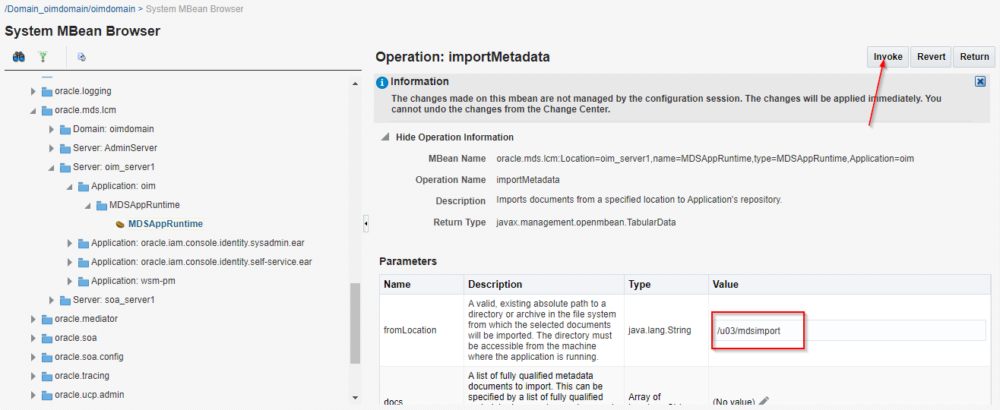 /Domain_oimdomain/oimdomain > System MBean Browser
System MBean Browser
oracle.logging
oracle.mds.lcm
Domain: oimdomain
Server: AdminServer
Server: oim_server1
Application: oim
MDSAppRuntime
MDSAppRuntime
Application: oracle.iam.console.identity.sysadmin.ear
Application: oracle.iam.console.identity.self-service.ear
Application: wsm-pm
Server: soa_server1
oracle.mediator
oracle.soa
oracle.soa.config
oracle.tracing
oracle.ucp.admin
Operation: importMetadata
Invoke Revert Return
Information
The changes made on this mbean are not managed by the configuration session. The changes will be applied immediately. You
cannot undo the changes from the Change Center.
Hide Operation Information
MBean Name oracle.mds.lcm:Location=oim_server1,name=MDSAppRuntime,type=MDSAppRuntime,Application=oim
Operation Name importMetadata
Description Imports documents from a specified location to Application's repository.
Return Type javax.management.openmbean.TabularData
Parameters
Name Description Type Value
fromLocation
A valid, existing absolute path to a
directory or archive in the file system
from which the selected documents
will be imported. The directory must
be accessible from the machine
where the application is running.
java.lang.String
/u03/mdsimport
docs
A list of fully qualified metadata
documents to import. This can be
specified by a list of fully qualified
Array of
(No value)